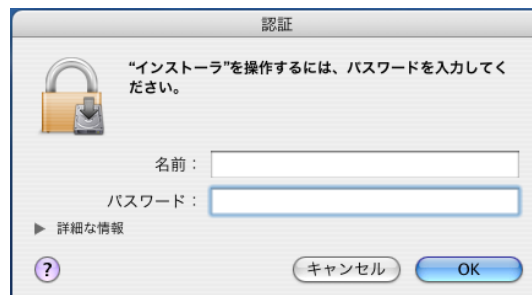 認証
“インストーラ”を操作するには、パスワードを入力してく
ださい。
名前：
パスワード：
▶ 詳細な情報
?
キャンセル
OK